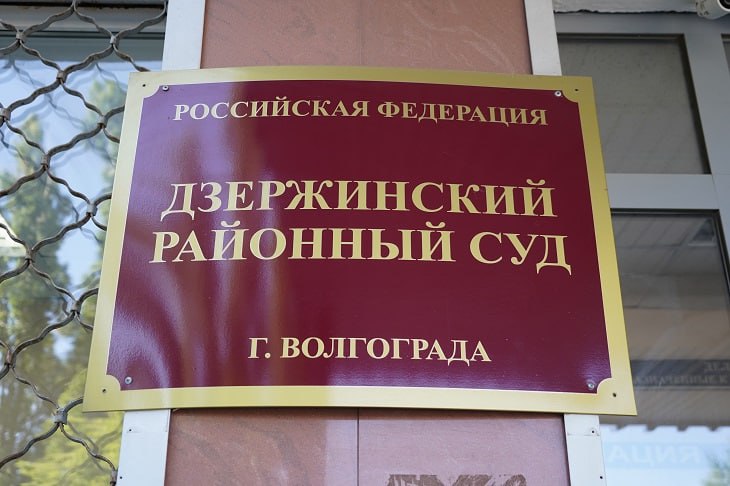 РОССИЙСКАЯ ФЕДЕРАЦИЯ
ДЗЕРЖИНСКИЙ
РАЙОННЫЙ СУД
Г. ВОЛГОГРАДА